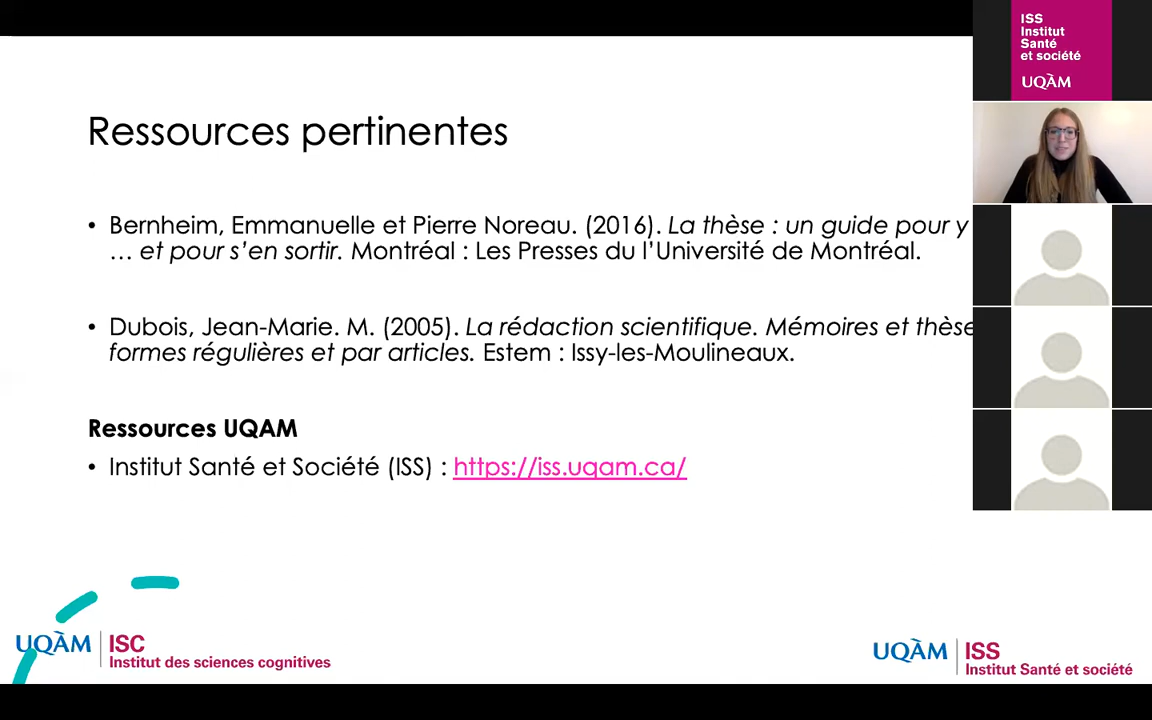 ISS
Institut
Santé
et société
UQÀM
Ressources pertinentes
• Bernheim, Emmanuelle et Pierre Noreau. (2016). La thèse : un guide pour y
… et pour s’en sortir. Montréal : Les Presses du l’Université de Montréal.
• Dubois, Jean-Marie. M. (2005). La rédaction scientifique. Mémoires et thèse
formes régulières et par articles. Estem : Issy-les-Moulineaux.
Ressources UQAM
• Institut Santé et Société (ISS) : https://iss.uqam.ca/
UQÀM
ISC
Institut des sciences cognitives
UQÀM
ISS
Institut Santé et société